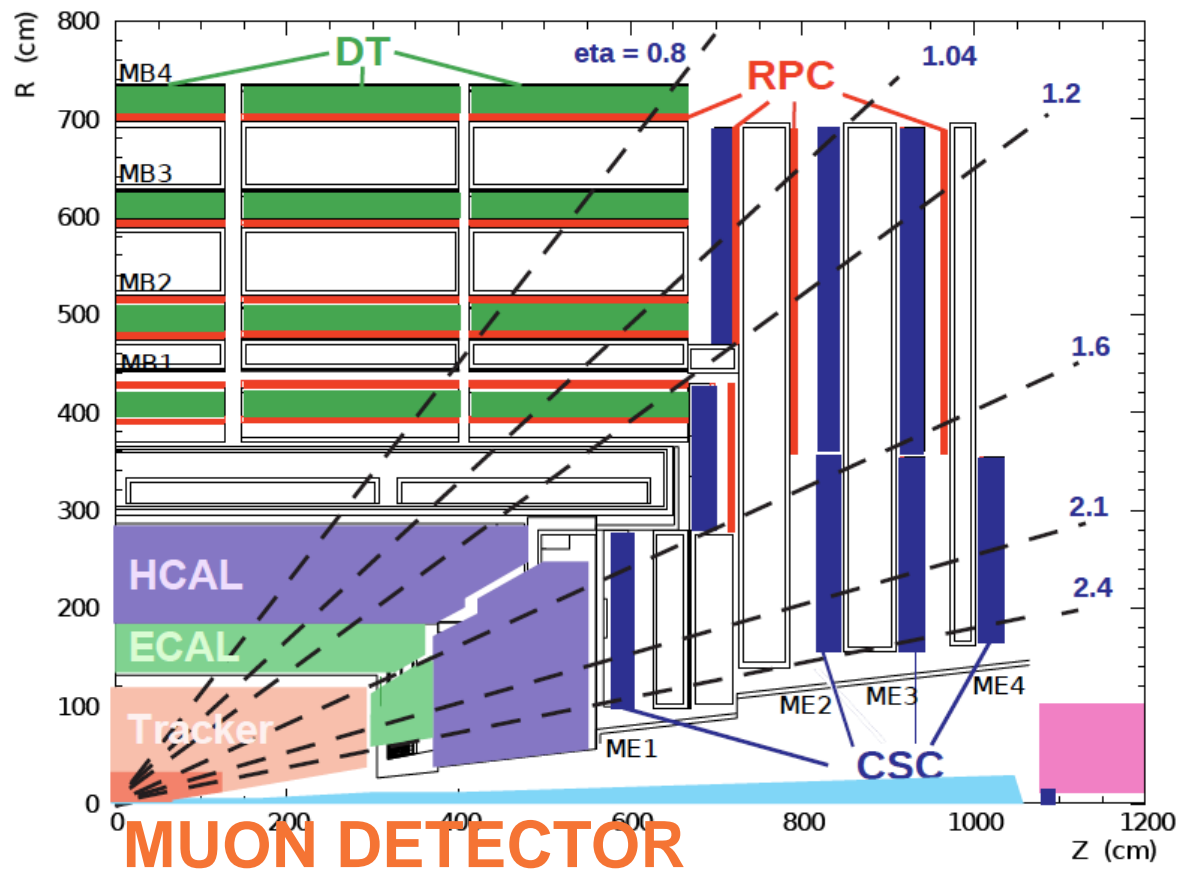 R (cm)
800
700
600
500
400
300
200
100
0
MB4
MB3
MB2
MB1
DT
eta = 0.8
RPC
1.04
1.2
1.6
2.1
2.4
HCAL
ECAL
Tracker
ME1
ME2
ME3
ME4
CSC
0
200
400
600
800
1000
1200
Z (cm)
MUON DETECTOR